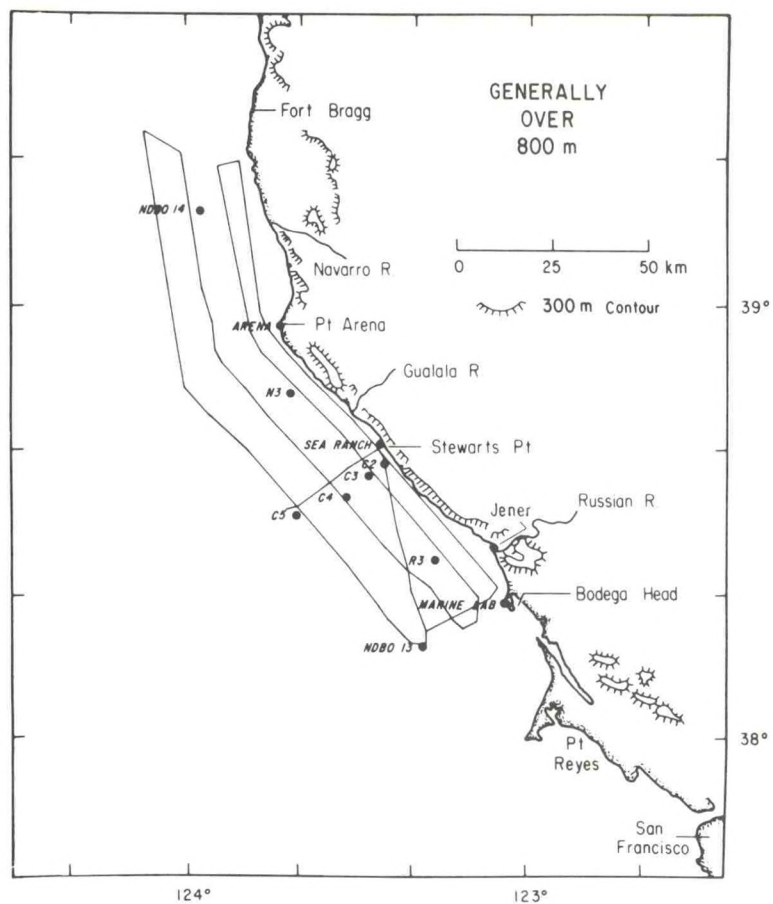 GENERALLY
OVER
800 m
Fort Bragg
NDBO 14
Navarro R.
0 25 50 km
300 m Contour
39°
ARENA
Pt Arena
Gualala R
N3
SEA RANCH
Stewarts Pt
C2
C3
C4
C5
Jener
Russian R.
R3
MARINE LAB
Bodega Head
NDBO 13
38°
Pt
Reyes
San
Francisco
124° 123°